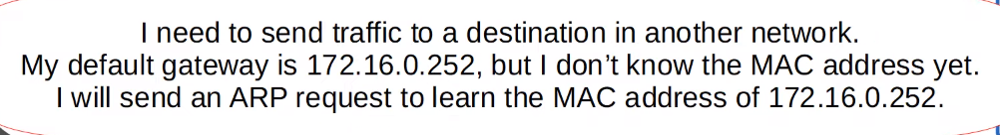 I need to send traffic to a destination in another network.
My default gateway is 172.16.0.252, but I don’t know the MAC address yet.
I will send an ARP request to learn the MAC address of 172.16.0.252.